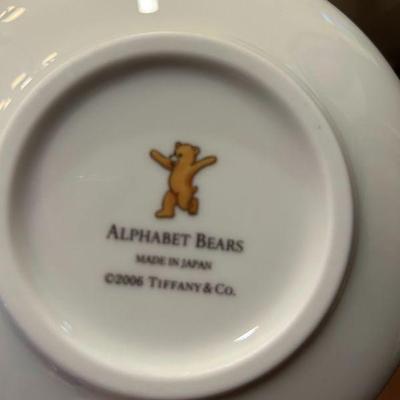 ALPHABET BEARS
MADE IN JAPAN
©2006 TIFFANY & CO.